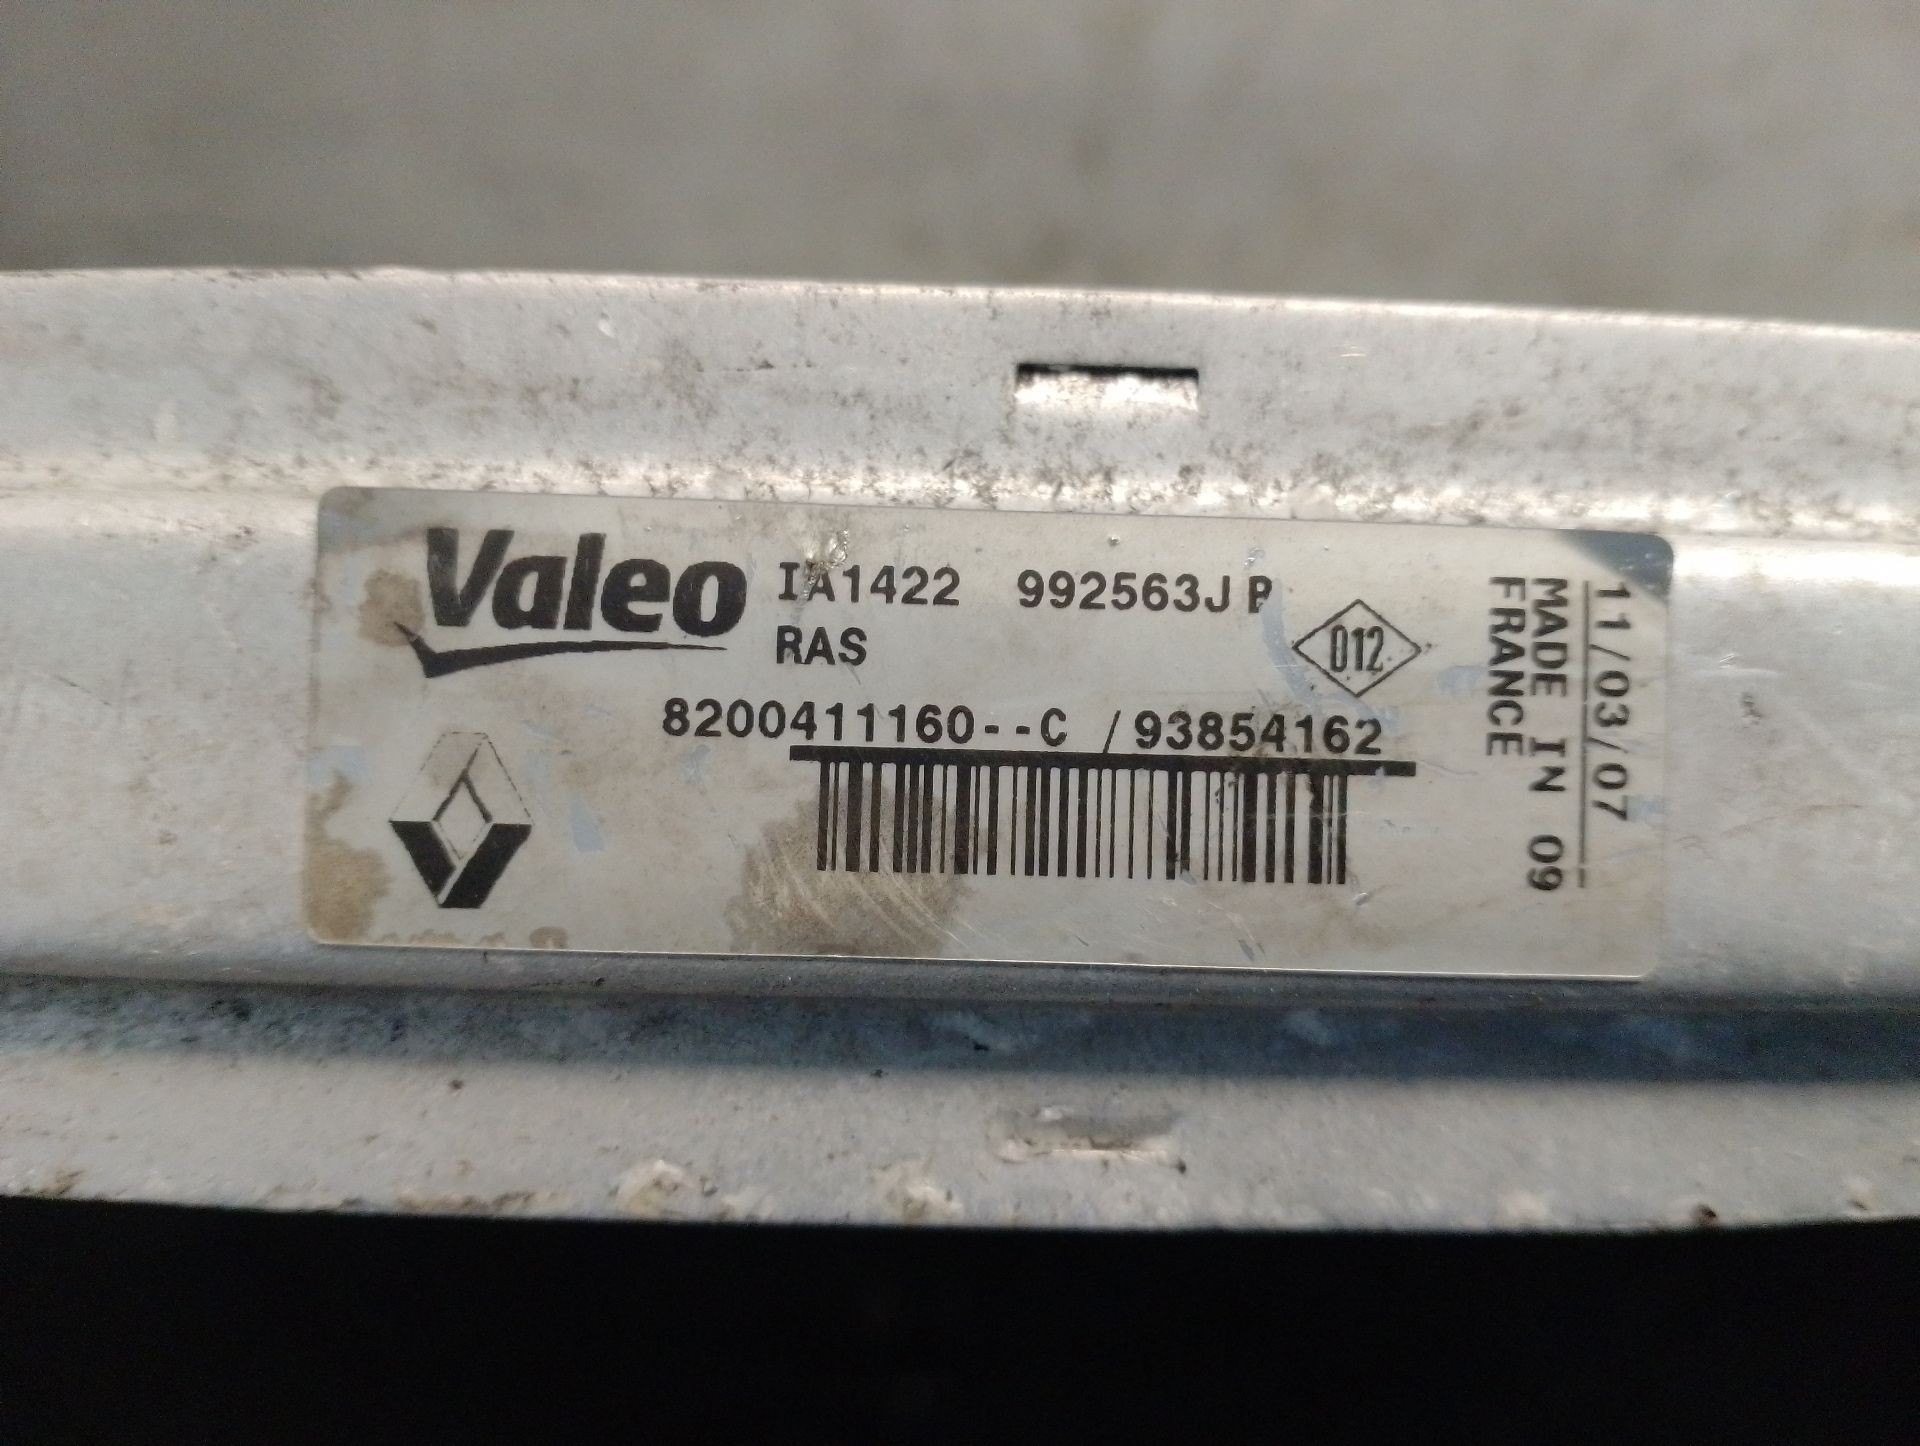 Valeo IA1422 992563J
RAS
012
8200411160--C /93854162
11/03/07
MADE IN 09
FRANCE